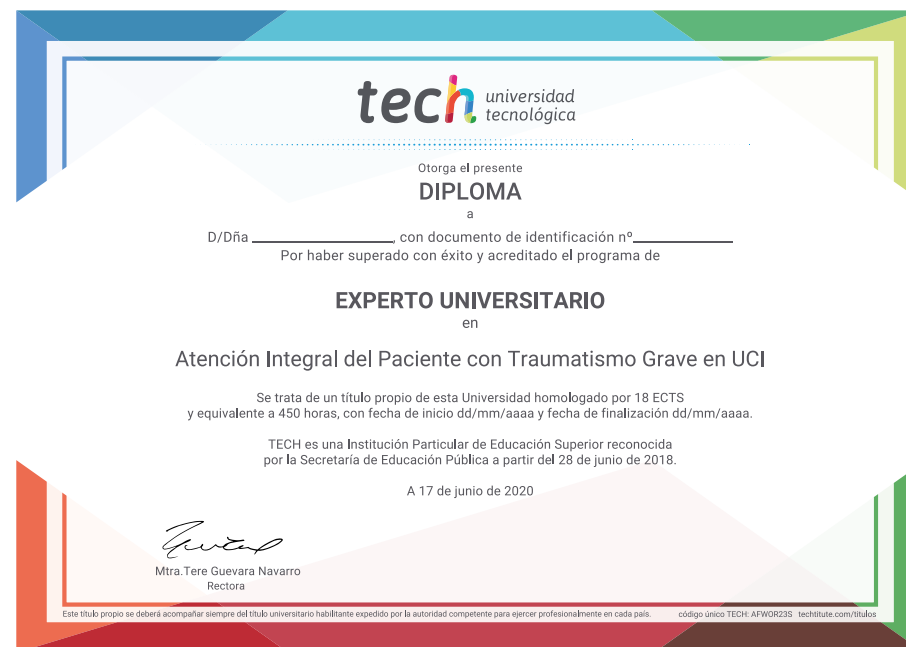 tech universidad
tecnológica
Otorga el presente
DIPLOMA
a
D/Dña ______________, con documento de identificación nº__________
Por haber superado con éxito y acreditado el programa de
EXPERTO UNIVERSITARIO
en
Atención Integral del Paciente con Traumatismo Grave en UCI
Se trata de un título propio de esta Universidad homologado por 18 ECTS
y equivalente a 450 horas, con fecha de inicio dd/mm/aaaa y fecha de finalización dd/mm/aaaa.
TECH es una Institución Particular de Educación Superior reconocida
por la Secretaría de Educación Pública a partir del 28 de junio de 2018.
A 17 de junio de 2020
Mtra.Tere Guevara Navarro
Rectora
Este título propio se deberá acompañar siempre del título universitario habilitante expedido por la autoridad competente para ejercer profesionalmente en cada país. código único TECH: AFWOR23S techtitute.com/titulos